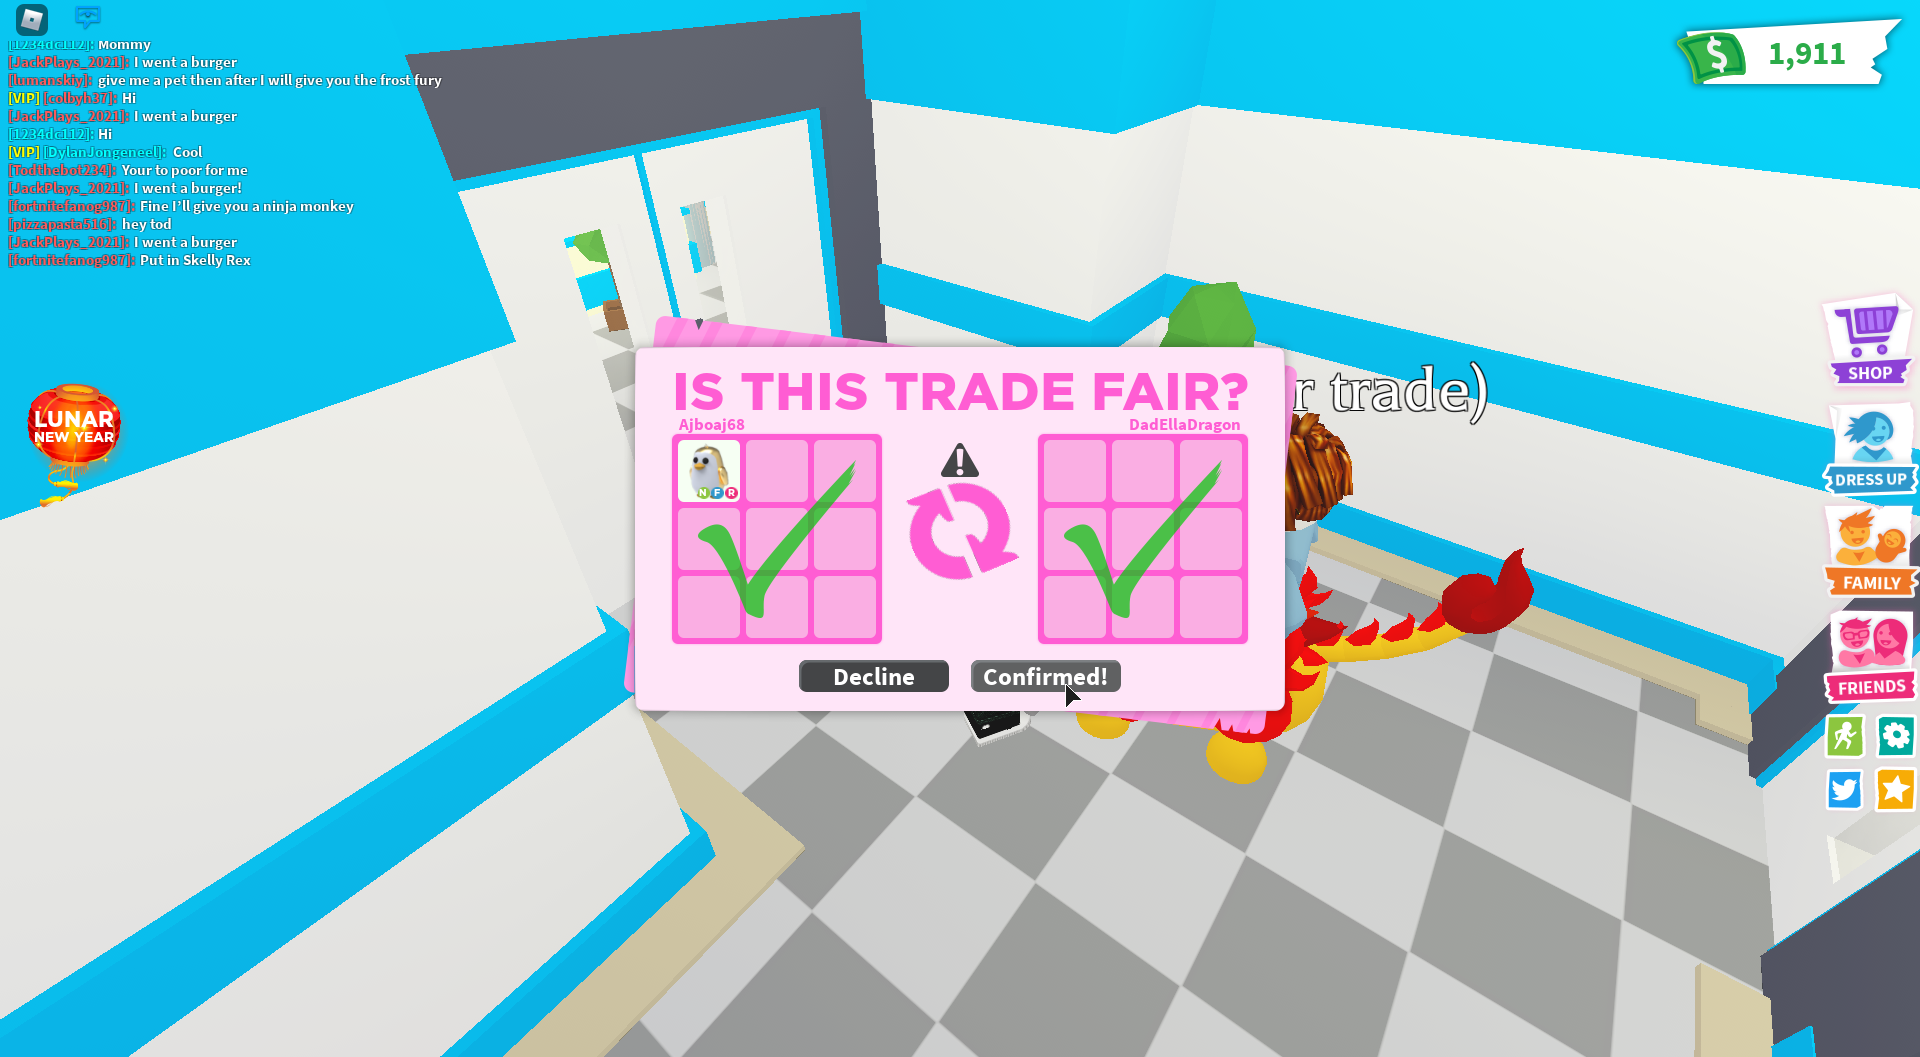 [1234dc112]: Mommy
[JackPlays_2021]: I went a burger
[lumanskiy]: give me a pet then after I will give you the frost fury
[VIP] [colbyh37]: Hi
[JackPlays_2021]: I went a burger
[1234dc112]: Hi
[VIP] [DylanJongeneel]: Cool
[Todthebot234]: Your to poor for me
[JackPlays_2021]: I went a burger!
[fortnitefanog987]: Fine I’ll give you a ninja monkey
[pizzapasta516]: hey tod
[JackPlays_2021]: I went a burger
[fortnitefanog987]: Put in Skelly Rex
1,911
LUNAR
NEW YEAR
IS THIS TRADE FAIR?
Ajboaj68
DadEllaDragon
N F R
r trade)
Decline
Confirmed!
SHOP
DRESS UP
FAMILY
FRIENDS